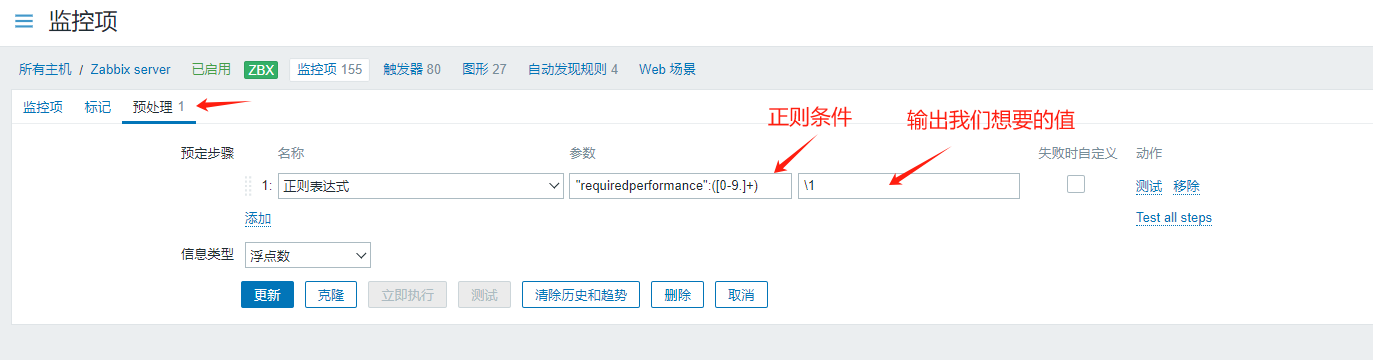 监控项
所有主机 / Zabbix server 已启用 ZBX 监控项 155 触发器 80 图形 27 自动发现规则 4 Web 场景
监控项 标记 预处理 1
正则条件 输出我们想要的值
预定步骤 名称 参数 失败时自定义 动作
1: 正则表达式 "requiredperformance":([0-9.]+) \1 测试 移除
添加 Test all steps
信息类型 浮点数
更新 克隆 立即执行 测试 清除历史和趋势 删除 取消